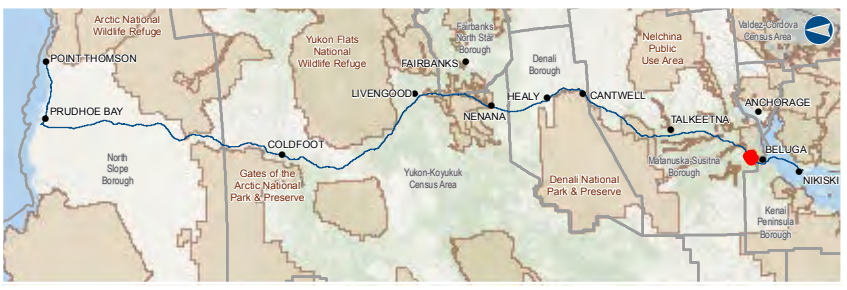 Arctic National
Wildlife Refuge
POINT THOMSON
PRUDHOE BAY
North
Slope
Borough
COLDFOOT
Gates of the
Arctic National
Park & Preserve
Yukon Flats
National
Wildlife Refuge
LIVENGOOD
FAIRBANKS
Fairbanks
North Star
Borough
NENANA
Yukon-Koyukuk
Census Area
Denali
Borough
HEALY
CANTWELL
Denali National
Park & Preserve
Nelchina
Public
Use Area
TALKEETNA
Matanuska-Susitna
Borough
Valdez-Cordova
Census Area
ANCHORAGE
BELUGA
NIKISKI
Kenai
Peninsula
Borough